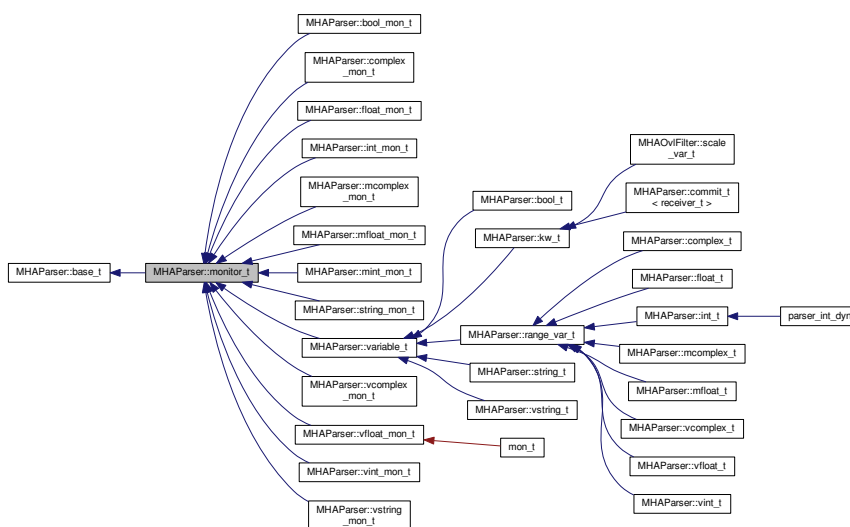 MHAParser::bool_mon_t
MHAParser::complex
_mon_t
MHAParser::float_mon_t
MHAParser::int_mon_t
MHAParser::mcomplex
_mon_t
MHAParser::mfloat_mon_t
MHAParser::base_t
MHAParser::monitor_t
MHAParser::mint_mon_t
MHAParser::string_mon_t
MHAParser::variable_t
MHAParser::vcomplex
_mon_t
MHAParser::vfloat_mon_t
MHAParser::vint_mon_t
MHAParser::vstring
_mon_t
MHAParser::bool_t
MHAParser::kw_t
MHAParser::range_var_t
MHAParser::string_t
MHAParser::vstring_t
mon_t
MHAOvlFilter::scale
_var_t
MHAParser::commit_t
< receiver_t >
MHAParser::complex_t
MHAParser::float_t
MHAParser::int_t
MHAParser::mcomplex_t
MHAParser::mfloat_t
MHAParser::vcomplex_t
MHAParser::vfloat_t
MHAParser::vint_t
parser_int_dyn